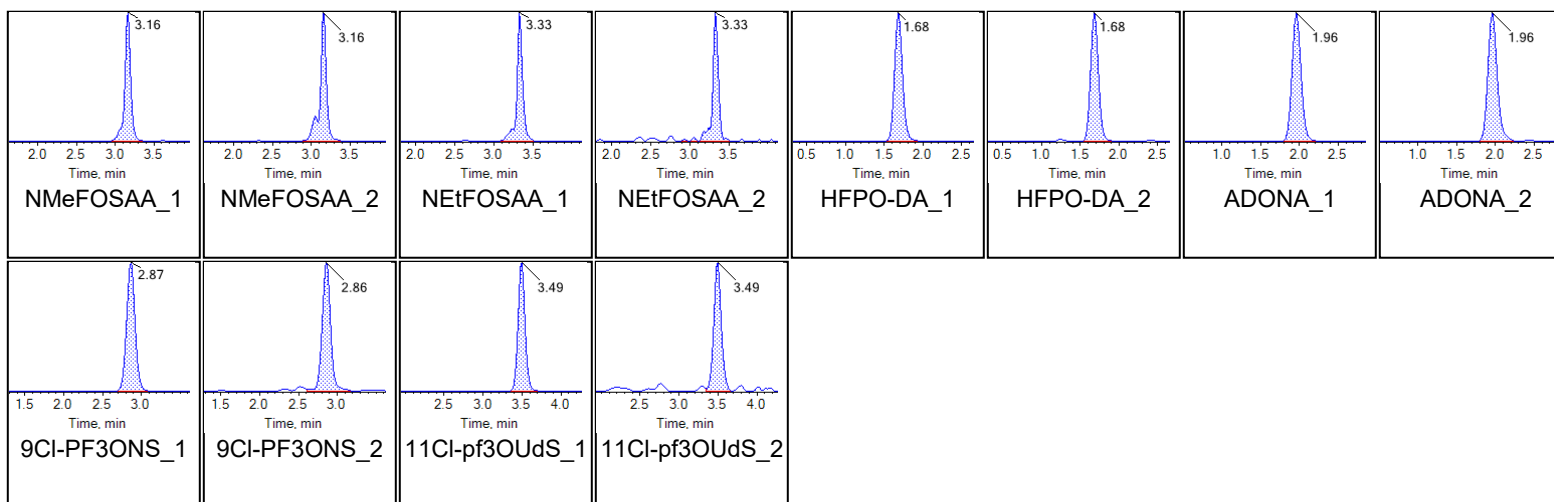 3.16
2.0 2.5 3.0 3.5
Time, min
NMeFOSAA_1
3.16
2.0 2.5 3.0 3.5
Time, min
NMeFOSAA_2
3.33
2.0 2.5 3.0 3.5
Time, min
NEtFOSAA_1
3.33
2.0 2.5 3.0 3.5
Time, min
NEtFOSAA_2
1.68
0.5 1.0 1.5 2.0 2.5
Time, min
HFPO-DA_1
1.68
0.5 1.0 1.5 2.0 2.5
Time, min
HFPO-DA_2
1.96
1.0 1.5 2.0 2.5
Time, min
ADONA_1
1.96
1.0 1.5 2.0 2.5
Time, min
ADONA_2
2.87
1.5 2.0 2.5 3.0
Time, min
9Cl-PF3ONS_1
2.86
1.5 2.0 2.5 3.0
Time, min
9Cl-PF3ONS_2
3.49
2.5 3.0 3.5 4.0
Time, min
11Cl-pf3OUdS_1
3.49
2.5 3.0 3.5 4.0
Time, min
11Cl-pf3OUdS_2